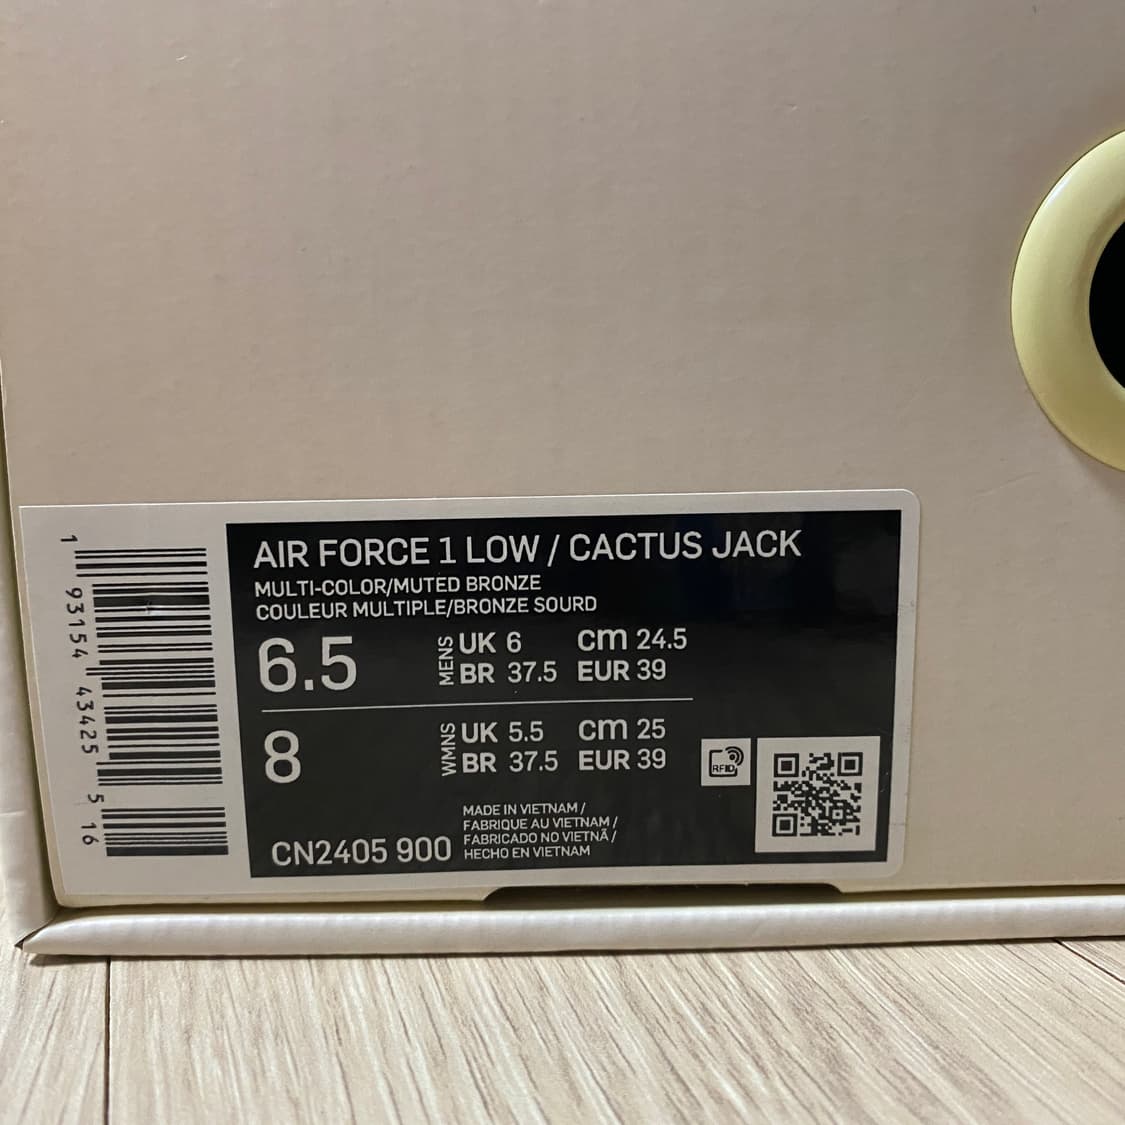 AIR FORCE 1 LOW / CACTUS JACK
MULTI-COLOR/MUTED BRONZE
COULEUR MULTIPLE/BRONZE SOURD
6.5
MENS
UK 6 cm 24.5
BR 37.5 EUR 39
8
WMNS
UK 5.5 cm 25
BR 37.5 EUR 39
RFID
CN2405 900
MADE IN VIETNAM /
FABRIQUE AU VIETNAM /
FABRICADO NO VIETNÃ /
HECHO EN VIETNAM
1 93154 43425 5 16